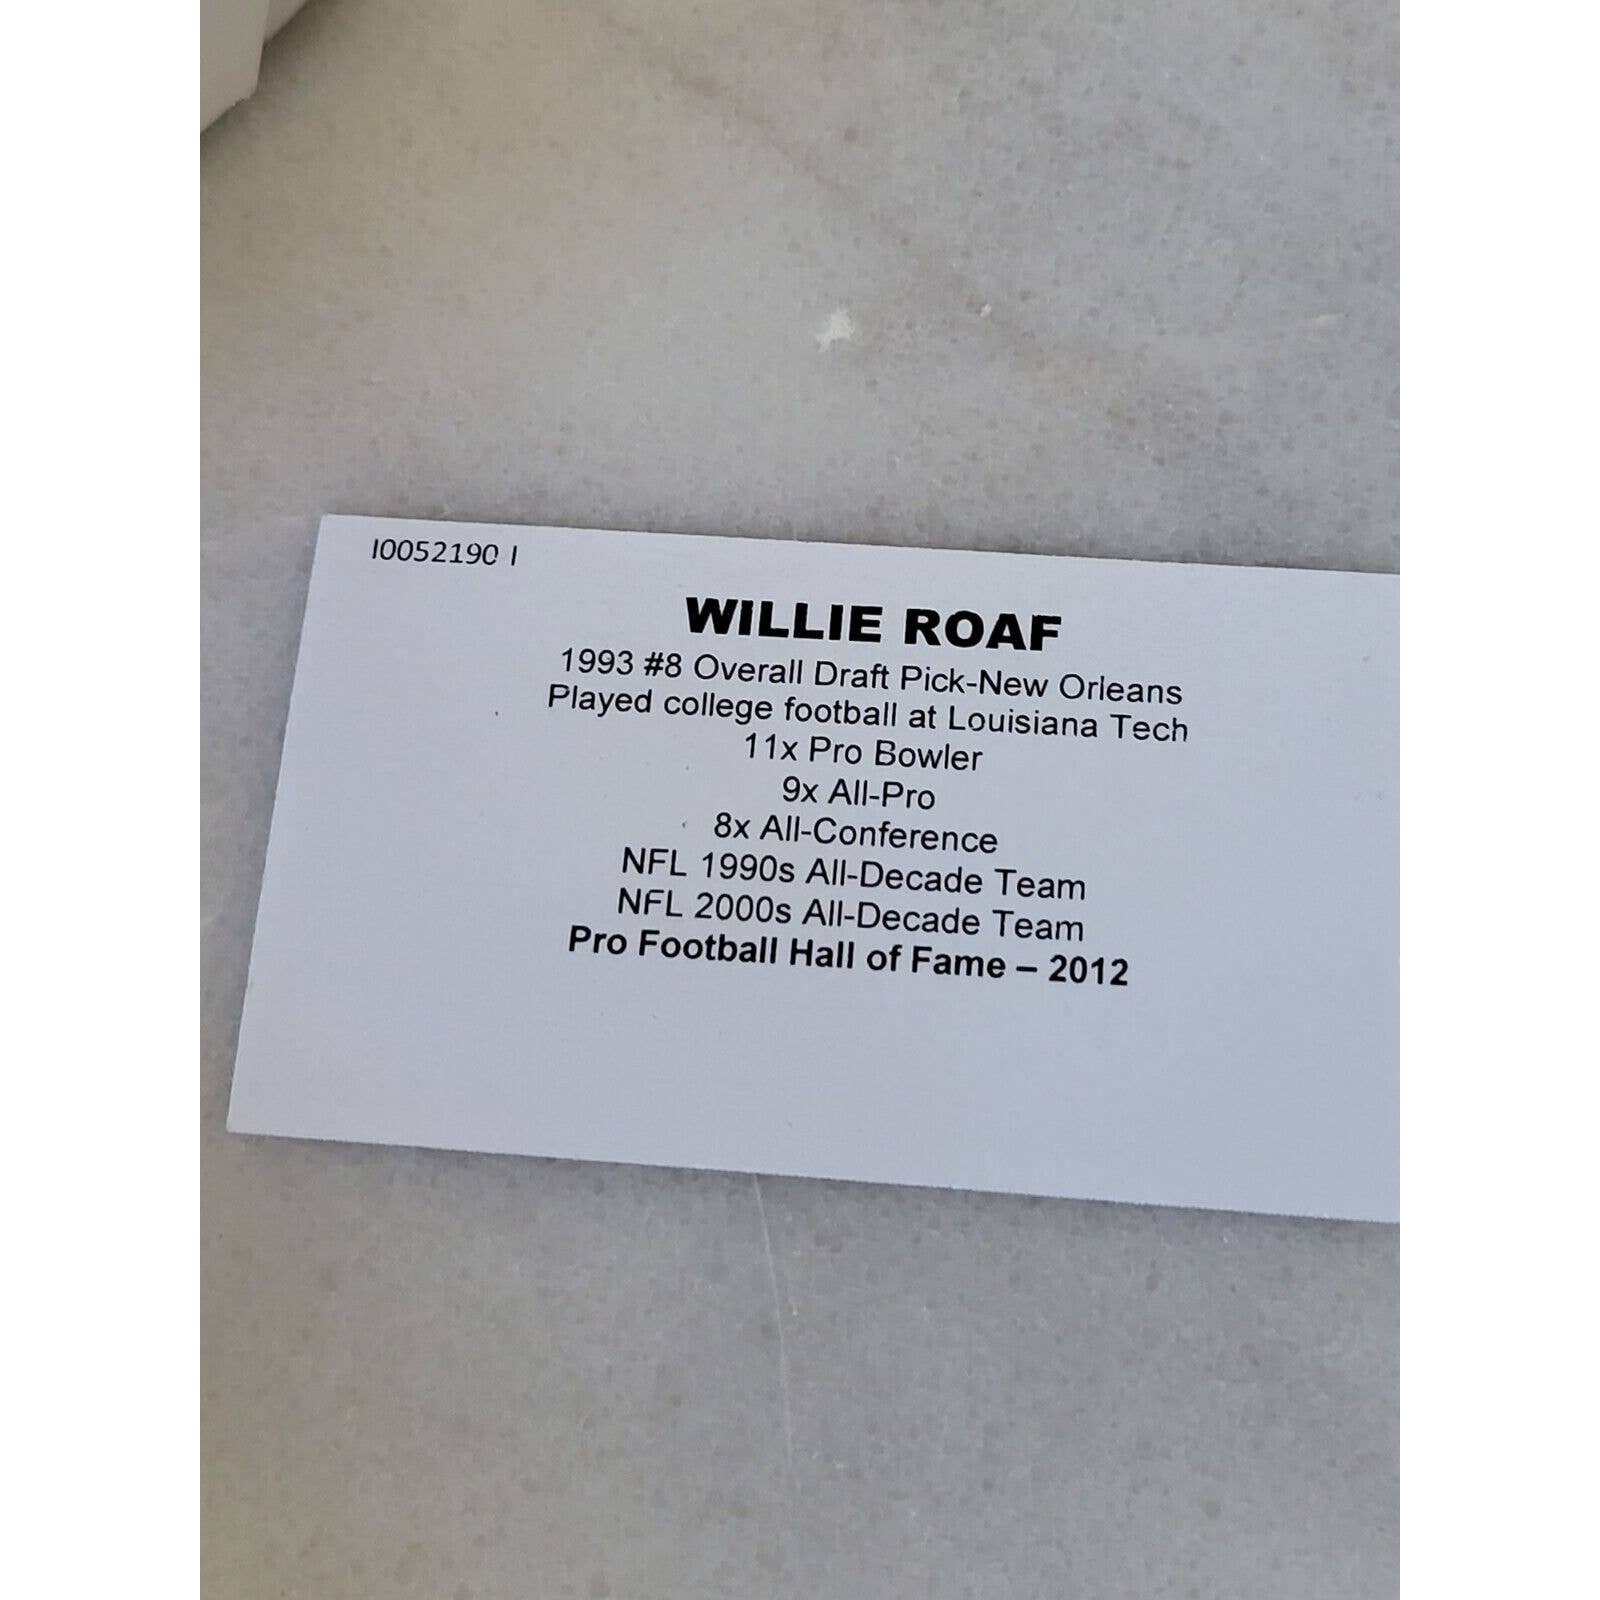 I0052190 I
WILLIE ROAF
1993 #8 Overall Draft Pick-New Orleans
Played college football at Louisiana Tech
11x Pro Bowler
9x All-Pro
8x All-Conference
NFL 1990s All-Decade Team
NFL 2000s All-Decade Team
Pro Football Hall of Fame – 2012